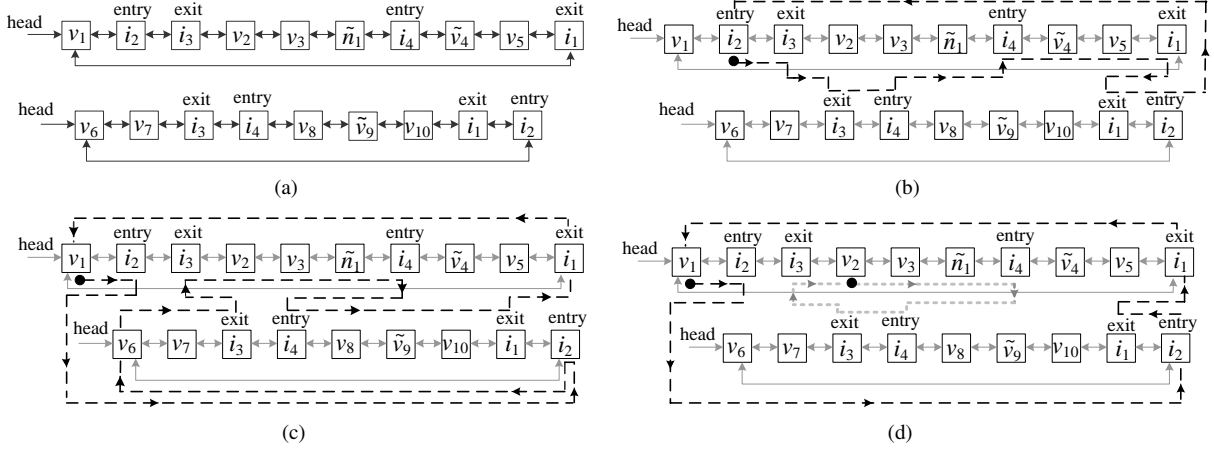 entry exit exit
head v₁ i₂ i₃ v₂ v₃ ñ₁ i₄ ṽ₄ v₅ i₁
exit entry exit entry
head v₆ v₇ i₃ i₄ v₈ ṽ₉ v₁₀ i₁ i₂
(a)
entry exit entry exit
head v₁ i₂ i₃ v₂ v₃ ñ₁ i₄ ṽ₄ v₅ i₁
exit entry exit entry
head v₆ v₇ i₃ i₄ v₈ ṽ₉ v₁₀ i₁ i₂
(b)
entry exit entry exit
head v₁ i₂ i₃ v₂ v₃ ñ₁ i₄ ṽ₄ v₅ i₁
exit entry exit entry
head v₆ v₇ i₃ i₄ v₈ ṽ₉ v₁₀ i₁ i₂
(c)
entry exit entry exit
head v₁ i₂ i₃ v₂ v₃ ñ₁ i₄ ṽ₄ v₅ i₁
exit entry exit entry
head v₆ v₇ i₃ i₄ v₈ ṽ₉ v₁₀ i₁ i₂
(d)